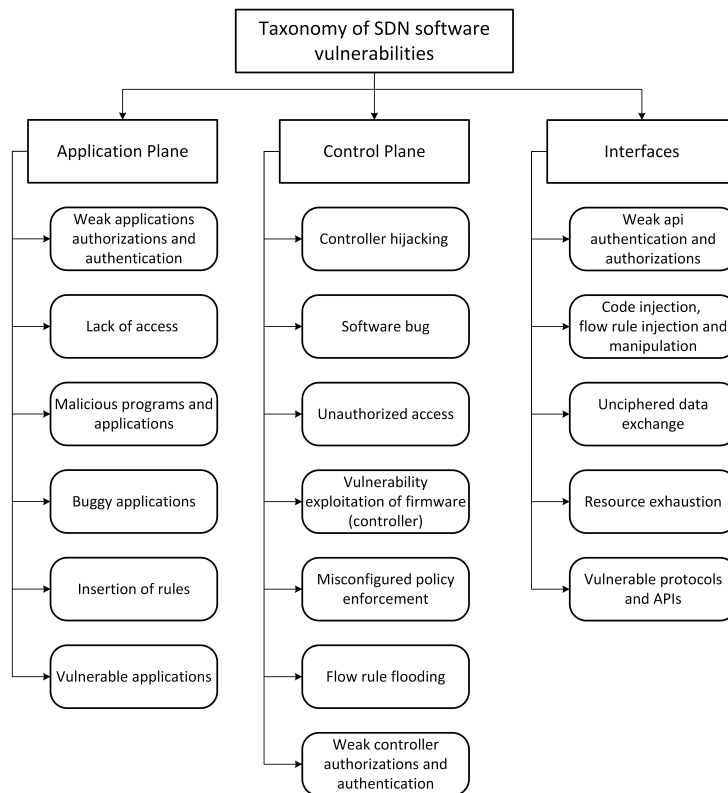 Taxonomy of SDN software
vulnerabilities
Application Plane
Weak applications
authorizations and
authentication
Lack of access
Malicious programs and
applications
Buggy applications
Insertion of rules
Vulnerable applications
Control Plane
Controller hijacking
Software bug
Unauthorized access
Vulnerability
exploitation of firmware
(controller)
Misconfigured policy
enforcement
Flow rule flooding
Weak controller
authorizations and
authentication
Interfaces
Weak api
authentication and
authorizations
Code injection,
flow rule injection and
manipulation
Unciphered data
exchange
Resource exhaustion
Vulnerable protocols
and APIs